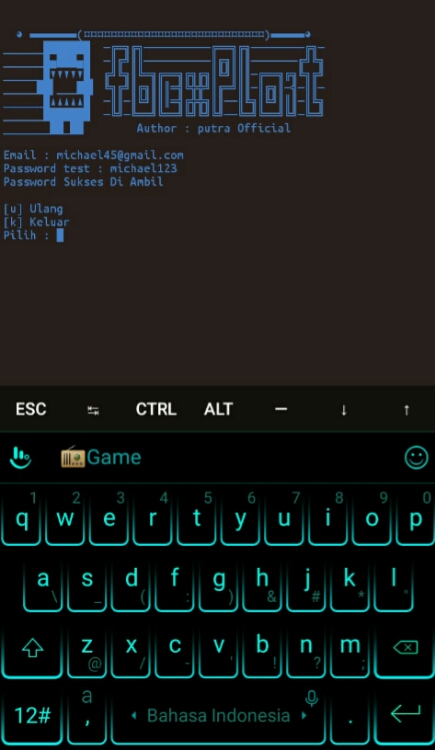 fbexploit
Author : putra Official
Email : michael45@gmail.com
Password test : michael123
Password Sukses Di Ambil
[u] Ulang
[k] Keluar
Pilih :
ESC CTRL ALT — ↓ ↑
Game
1 2 3 4 5 6 7 8 9 0
q w e r t y u i o p
a s d f g h j k l
\ _ ( : ) & # * "
z x c v b n m
@ / - ' ! ? ;
a
12# , Bahasa Indonesia .